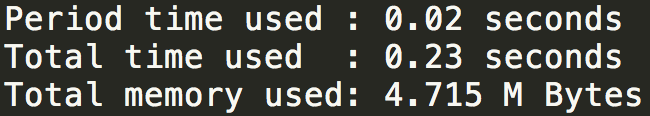 Period time used : 0.02 seconds
Total time used  : 0.23 seconds
Total memory used: 4.715 M Bytes